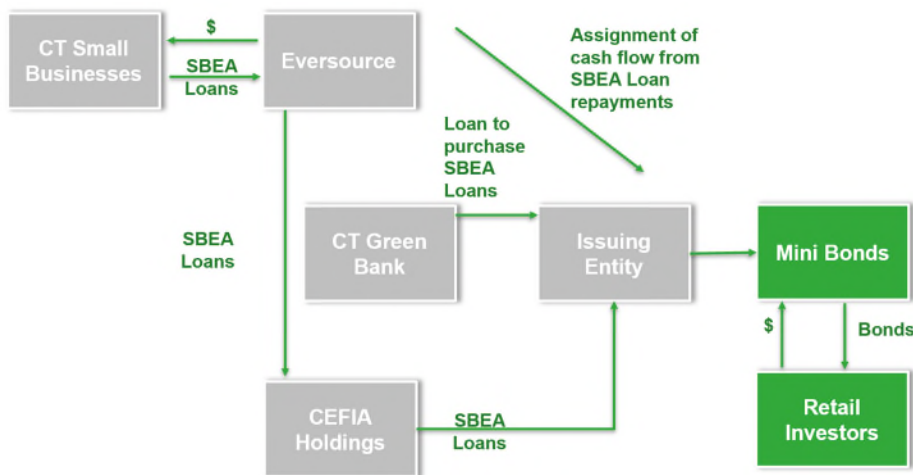 $
CT Small
Businesses
Eversource
SBEA
Loans
Assignment of
cash flow from
SBEA Loan
repayments
Loan to
purchase
SBEA
Loans
SBEA
Loans
CT Green
Bank
Issuing
Entity
Mini Bonds
$
Bonds
CEFIA
Holdings
SBEA
Loans
Retail
Investors